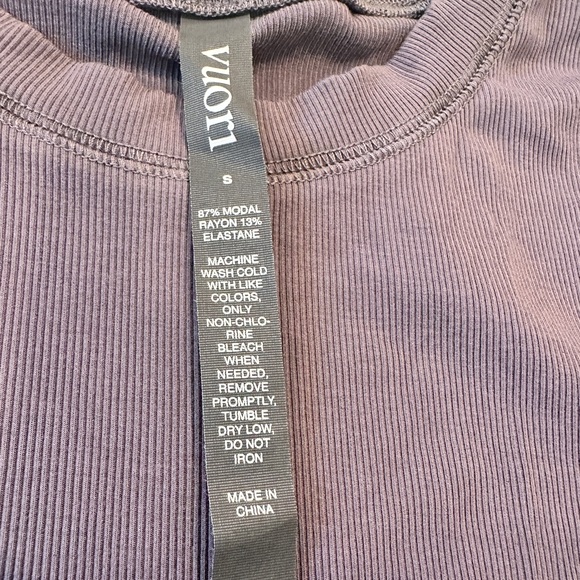 vuori
S
87% MODAL
RAYON 13%
ELASTANE
MACHINE
WASH COLD
WITH LIKE
COLORS,
ONLY
NON-CHLO-
RINE
BLEACH
WHEN
NEEDED,
REMOVE
PROMPTLY,
TUMBLE
DRY LOW,
DO NOT
IRON
MADE IN
CHINA